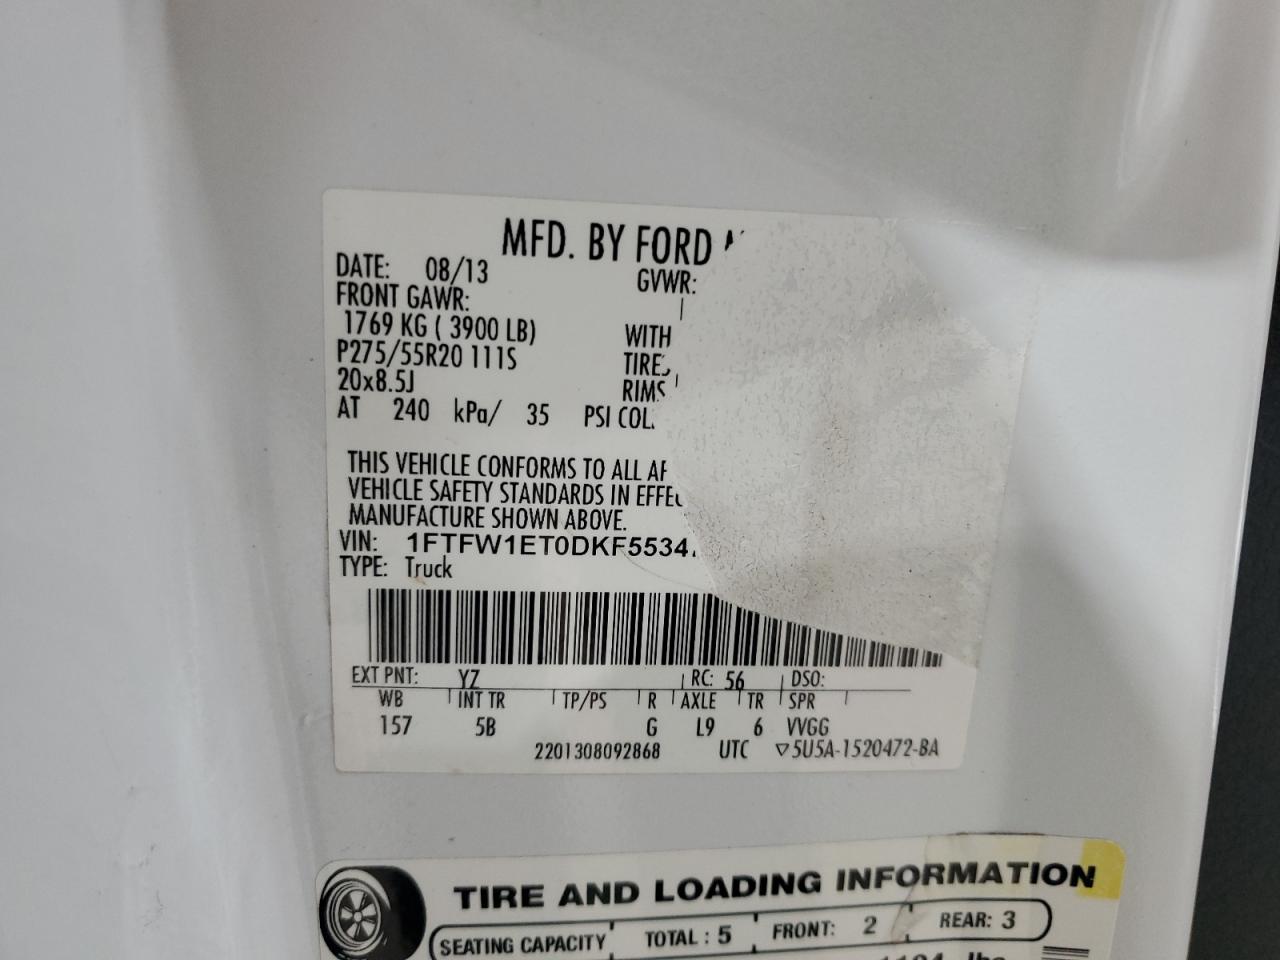 MFD. BY FORD
DATE: 08/13 GVWR:
FRONT GAWR:
1769 KG ( 3900 LB) WITH
P275/55R20 111S TIRES
20x8.5J RIMS
AT 240 kPa/ 35 PSI COL
THIS VEHICLE CONFORMS TO ALL
VEHICLE SAFETY STANDARDS IN EFFEC
MANUFACTURE SHOWN ABOVE.
VIN: 1FTFW1ET0DKF5534
TYPE: Truck
EXT PNT: YZ RC: 56 DSO:
WB INT TR TP/PS R AXLE TR SPR
157 5B G L9 6 VVGG
2201308092868 UTC ▽5U5A-1520472-BA
TIRE AND LOADING INFORMATION
SEATING CAPACITY TOTAL : 5 FRONT: 2 REAR: 3